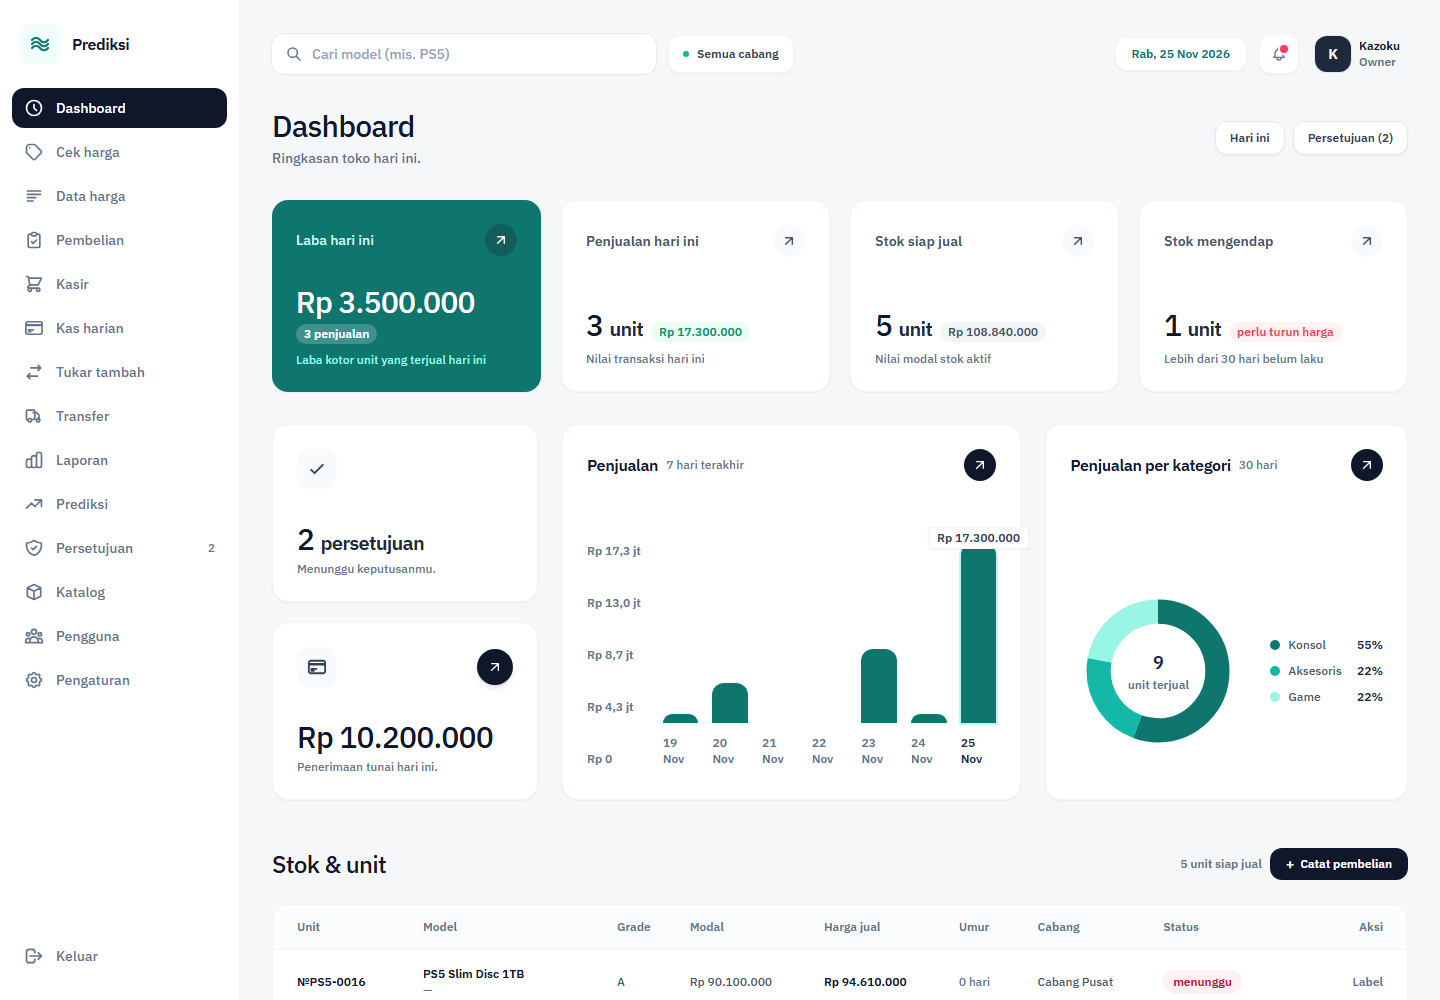 Prediksi
Cari model (mis. PS5)
Semua cabang
Rab, 25 Nov 2026
K
Kazoku
Owner
Dashboard
Cek harga
Data harga
Pembelian
Kasir
Kas harian
Tukar tambah
Transfer
Laporan
Prediksi
Persetujuan 2
Katalog
Pengguna
Pengaturan
Keluar
Dashboard
Ringkasan toko hari ini.
Hari ini
Persetujuan (2)
Laba hari ini
Rp 3.500.000
3 penjualan
Laba kotor unit yang terjual hari ini
Penjualan hari ini
3 unit Rp 17.300.000
Nilai transaksi hari ini
Stok siap jual
5 unit Rp 108.840.000
Nilai modal stok aktif
Stok mengendap
1 unit perlu turun harga
Lebih dari 30 hari belum laku
2 persetujuan
Menunggu keputusanmu.
Rp 10.200.000
Penerimaan tunai hari ini.
Penjualan 7 hari terakhir
Rp 17.300.000
Rp 17,3 jt
Rp 13,0 jt
Rp 8,7 jt
Rp 4,3 jt
Rp 0
19 Nov
20 Nov
21 Nov
22 Nov
23 Nov
24 Nov
25 Nov
Penjualan per kategori 30 hari
9
unit terjual
Konsol 55%
Aksesoris 22%
Game 22%
Stok & unit
5 unit siap jual
+ Catat pembelian
Unit Model Grade Modal Harga jual Umur Cabang Status Aksi
№PS5-0016 PS5 Slim Disc 1TB A Rp 90.100.000 Rp 94.610.000 0 hari Cabang Pusat menunggu Label
—